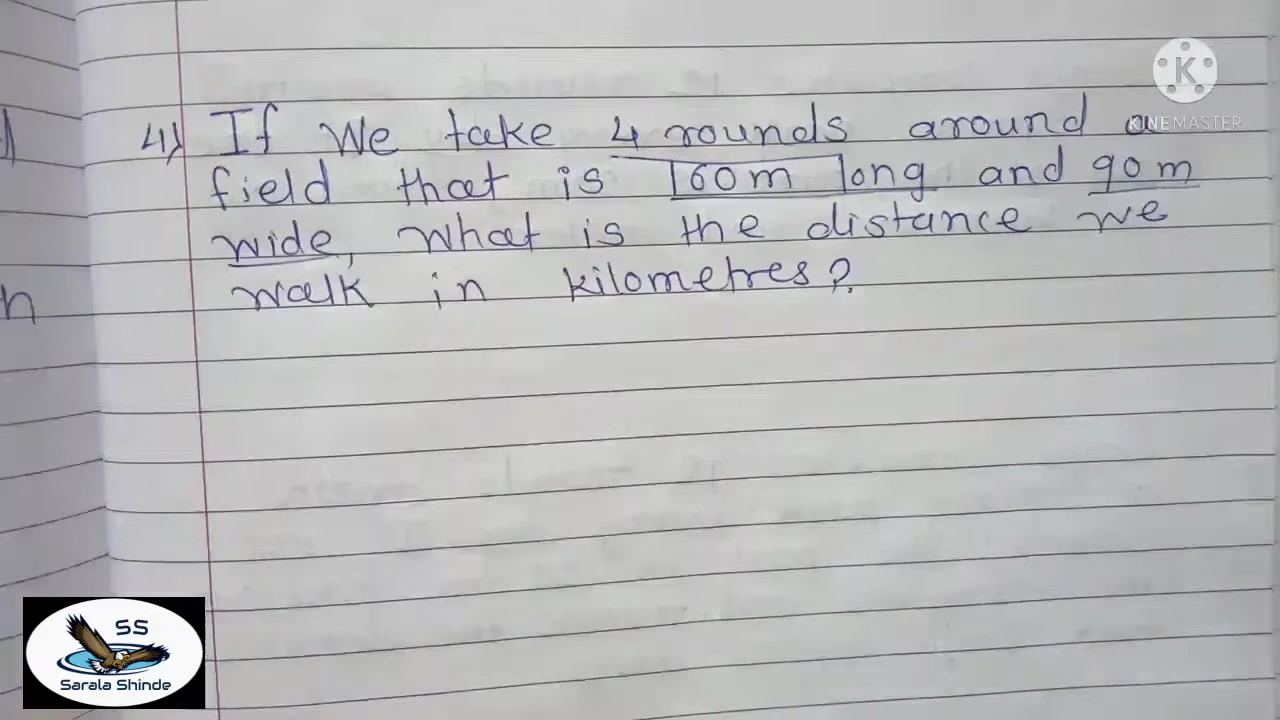 KINEMASTER
4) If we take 4 rounds around a
field that is 160m long and 90m
wide, what is the distance we
walk in kilometres?
n
SS
Sarala Shinde